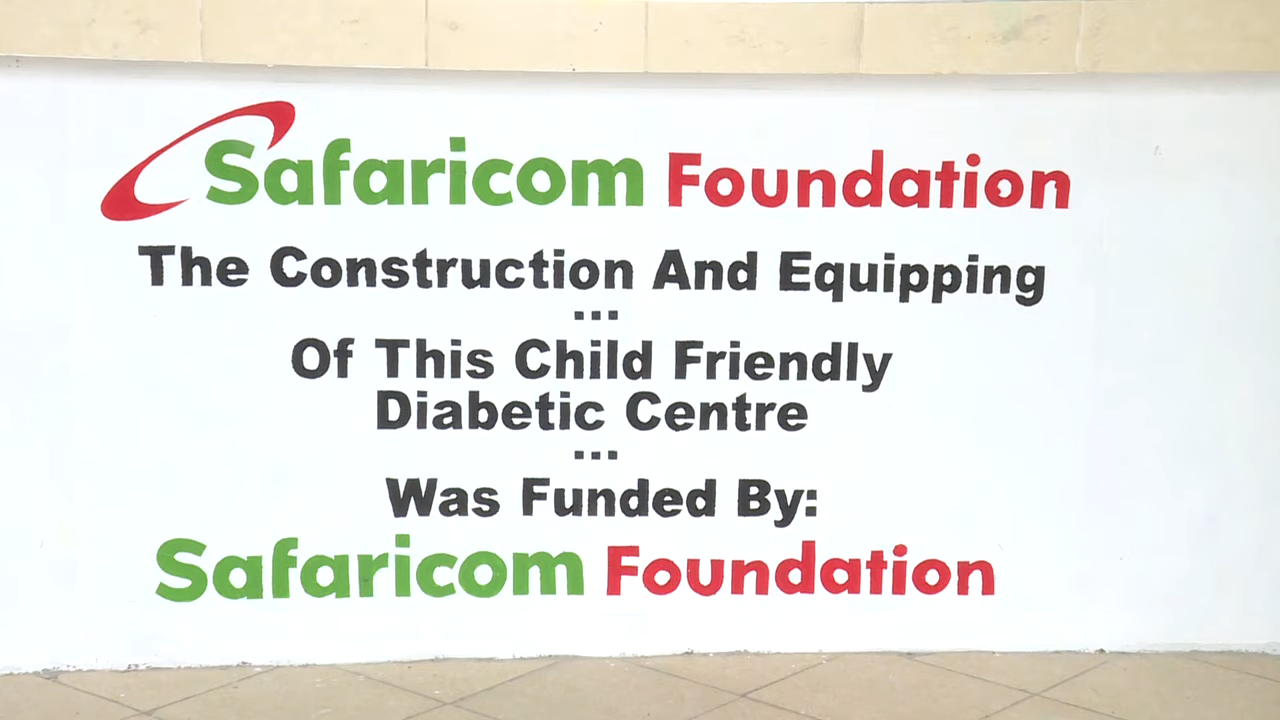 Safaricom Foundation
The Construction And Equipping
...
Of This Child Friendly
Diabetic Centre
...
Was Funded By:
Safaricom Foundation